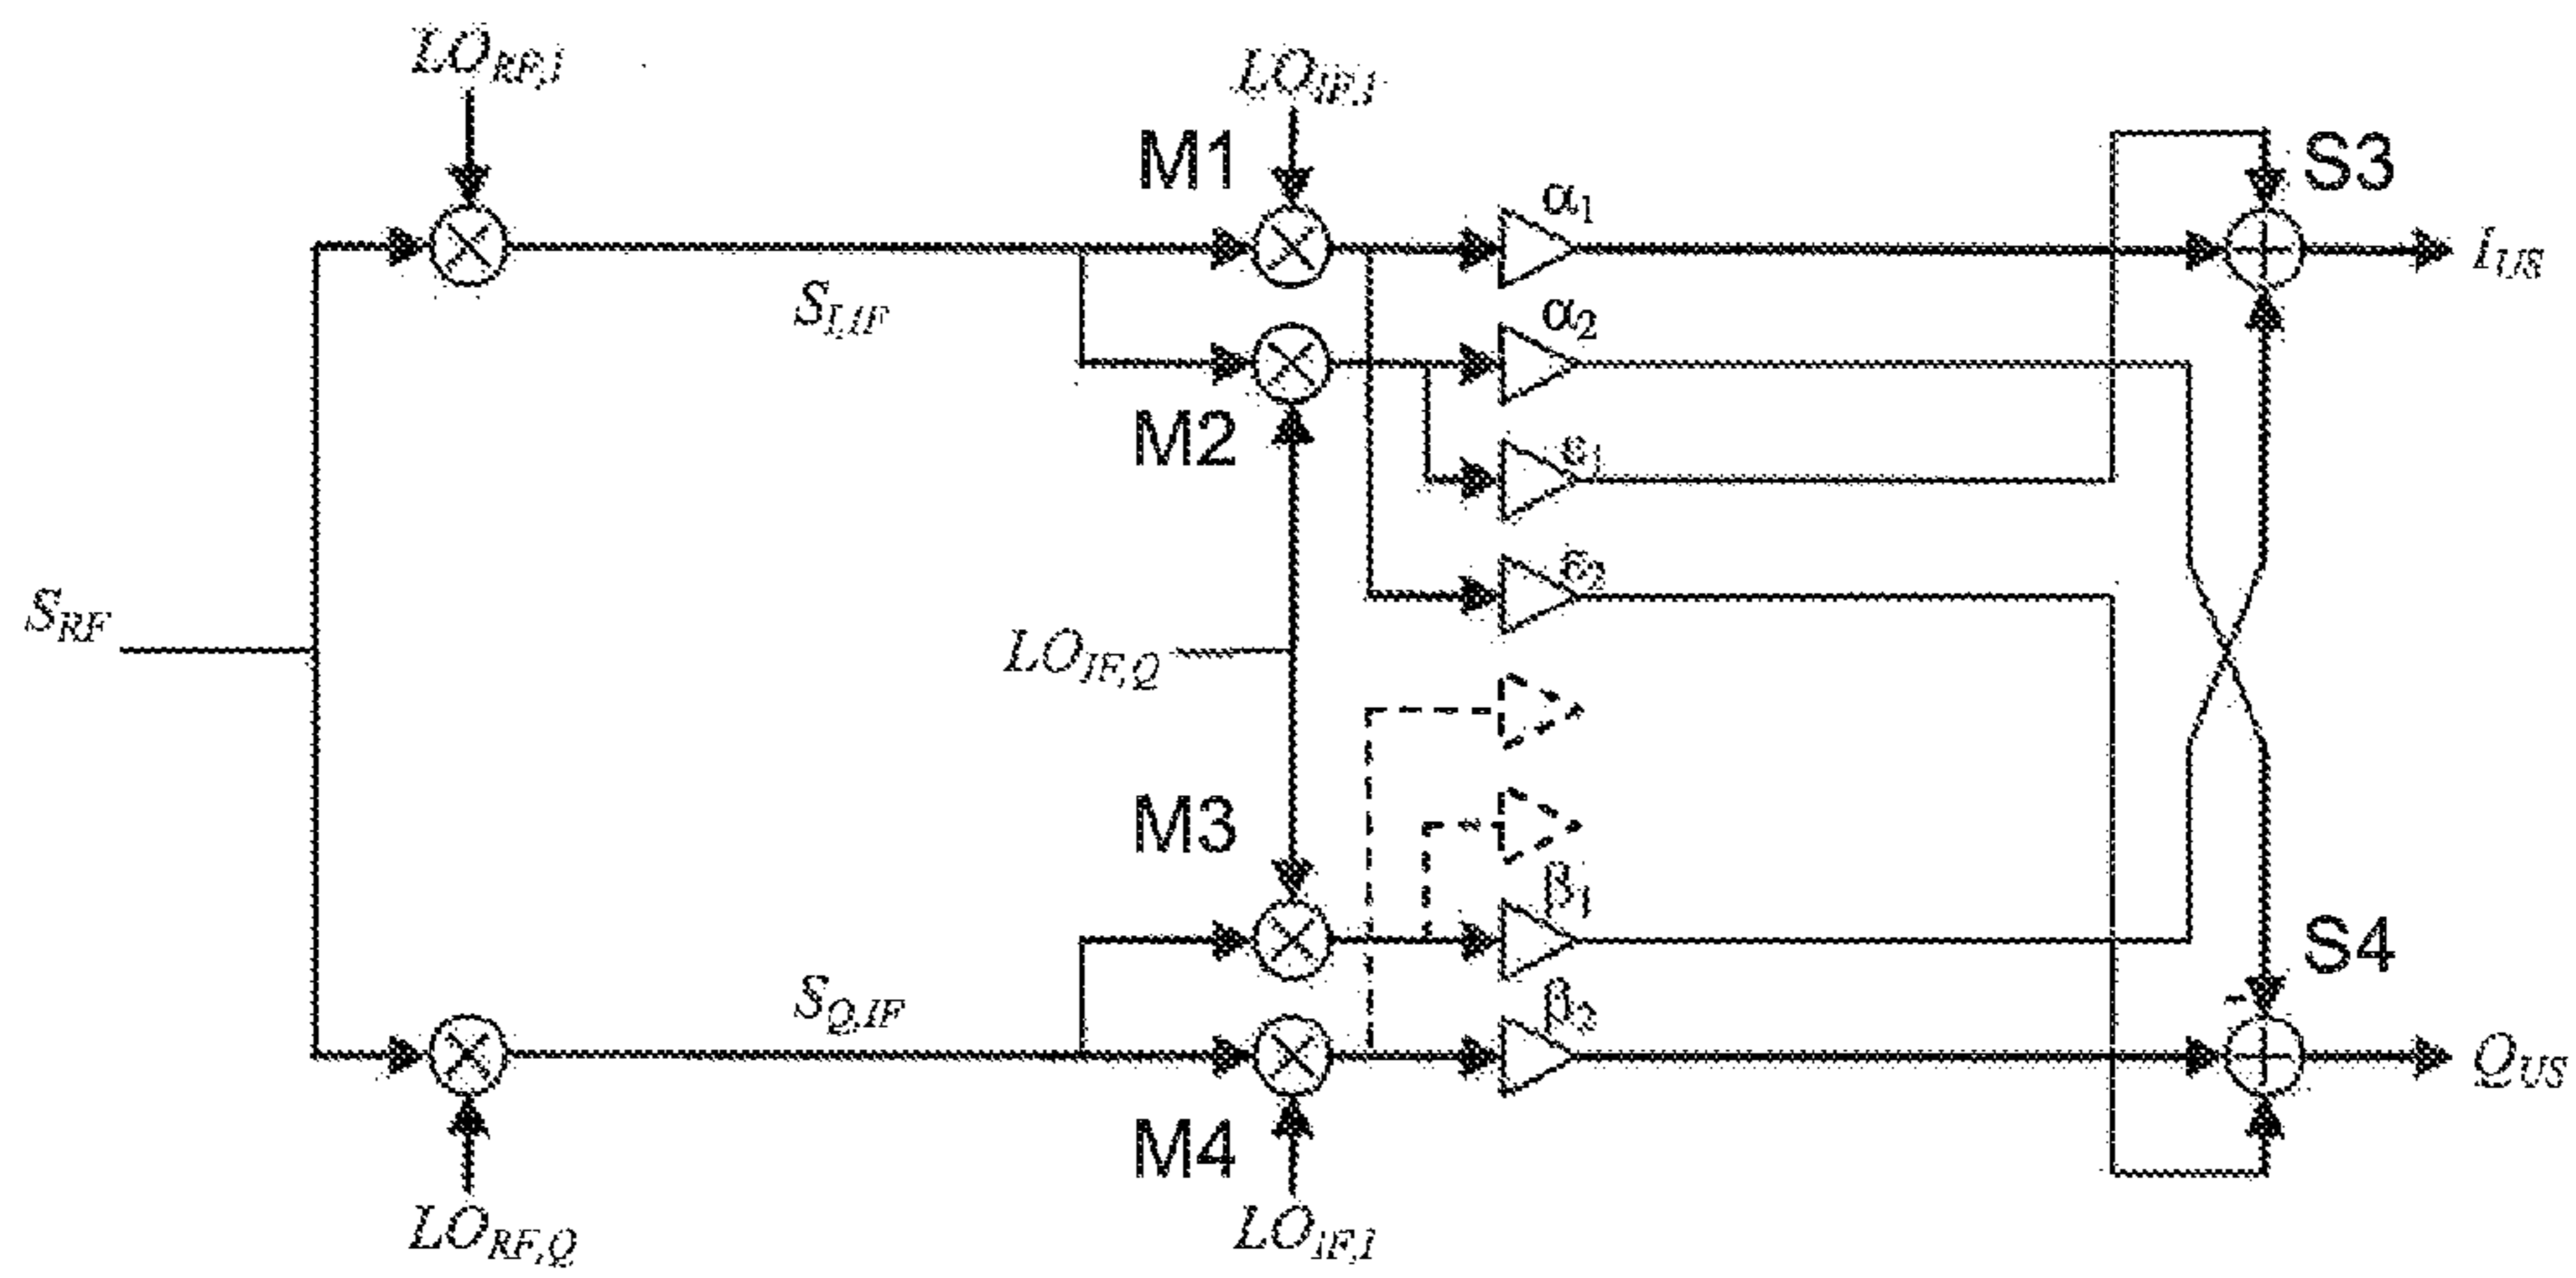 LO_RF,I
LO_IF,I
M1
S3
α₁
I_US
S_I,IF
α₂
M2
ε₁
ε₂
S_RF
LO_IF,Q
M3
β₁
S4
S_Q,IF
β₂
-
Q_US
M4
LO_RF,Q
LO_IF,I